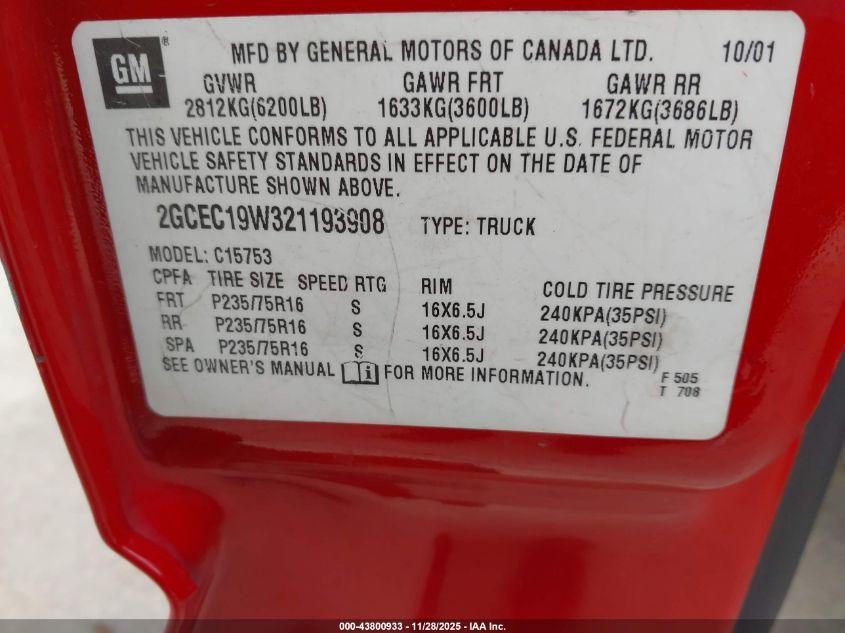 GM ®
MFD BY GENERAL MOTORS OF CANADA LTD. 10/01
GVWR GAWR FRT GAWR RR
2812KG(6200LB) 1633KG(3600LB) 1672KG(3686LB)
THIS VEHICLE CONFORMS TO ALL APPLICABLE U.S. FEDERAL MOTOR
VEHICLE SAFETY STANDARDS IN EFFECT ON THE DATE OF
MANUFACTURE SHOWN ABOVE.
2GCEC19W321193908 TYPE: TRUCK
MODEL: C15753
CPFA TIRE SIZE SPEED RTG RIM COLD TIRE PRESSURE
FRT P235/75R16 S 16X6.5J 240KPA(35PSI)
RR P235/75R16 S 16X6.5J 240KPA(35PSI)
SPA P235/75R16 S 16X6.5J 240KPA(35PSI)
SEE OWNER'S MANUAL i FOR MORE INFORMATION.
F 505
T 708
000-43800933 - 11/28/2025 - IAA Inc.